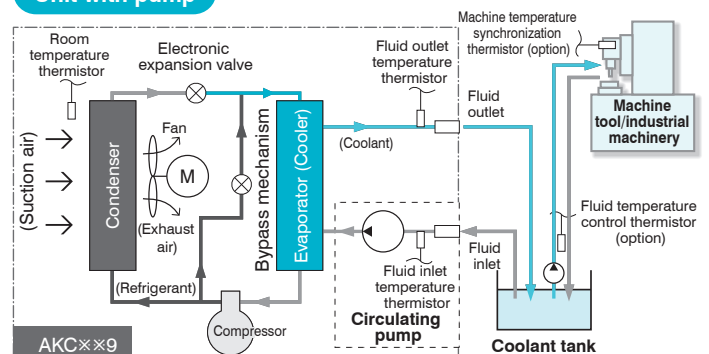 Unit with pump
Room
temperature
thermistor
Electronic
expansion valve
Fluid outlet
temperature
thermistor
Machine temperature
synchronization
thermistor (option)
Fluid
outlet
Machine
tool/industrial
machinery
(Suction air)
Condenser
Fan
M
(Exhaust
air)
Bypass mechanism
Evaporator (Cooler)
(Coolant)
Fluid temperature
control thermistor
(option)
Fluid
inlet
Fluid inlet
temperature
thermistor
(Refrigerant)
Compressor
Circulating
pump
Coolant tank
AKC××9